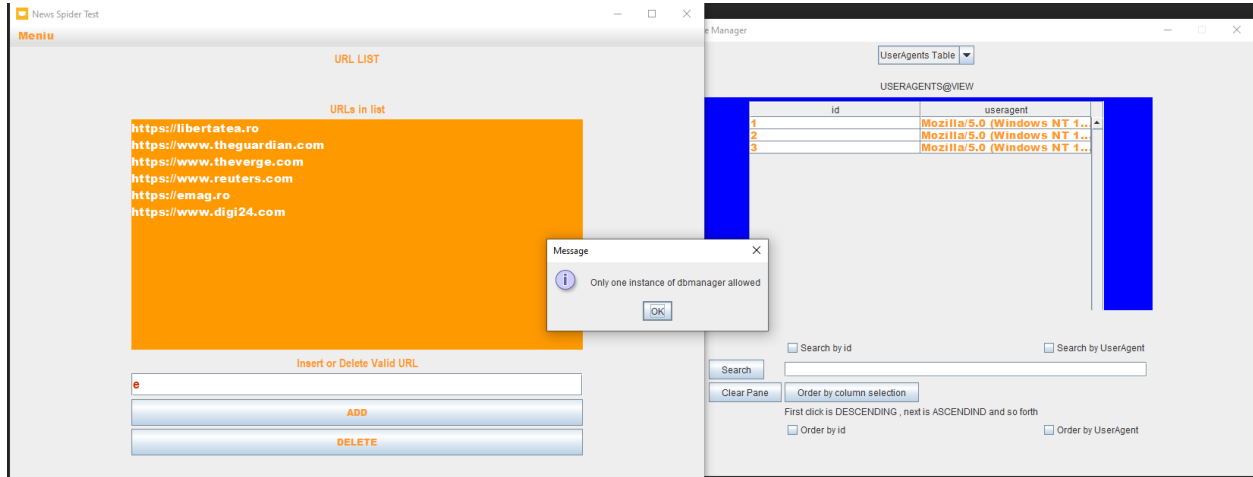 News Spider Test
Meniu
URL LIST
URLs in list
https://libertatea.ro
https://www.theguardian.com
https://www.theverge.com
https://www.reuters.com
https://emag.ro
https://www.digi24.com
Insert or Delete Valid URL
e
ADD
DELETE
Message
Only one instance of dbmanager allowed
OK
e Manager
UserAgents Table
USERAGENTS@VIEW
id useragent
1 Mozilla/5.0 (Windows NT 1...
2 Mozilla/5.0 (Windows NT 1...
3 Mozilla/5.0 (Windows NT 1...
Search by id Search by UserAgent
Search
Clear Pane Order by column selection
First click is DESCENDING , next is ASCENDIND and so forth
Order by id Order by UserAgent